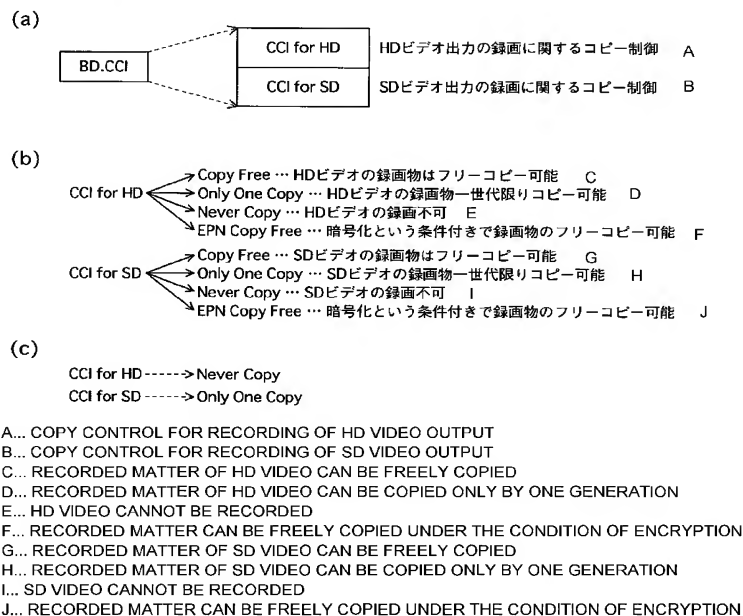 (a)
BD.CCI
CCI for HD HDビデオ出力の録画に関するコピー制御 A
CCI for SD SDビデオ出力の録画に関するコピー制御 B
(b)
CCI for HD
Copy Free … HDビデオの録画物はフリーコピー可能 C
Only One Copy … HDビデオの録画物一世代限りコピー可能 D
Never Copy … HDビデオの録画不可 E
EPN Copy Free … 暗号化という条件付きで録画物のフリーコピー可能 F
CCI for SD
Copy Free … SDビデオの録画物はフリーコピー可能 G
Only One Copy … SDビデオの録画物一世代限りコピー可能 H
Never Copy … SDビデオの録画不可 I
EPN Copy Free … 暗号化という条件付きで録画物のフリーコピー可能 J
(c)
CCI for HD ------> Never Copy
CCI for SD ------> Only One Copy
A... COPY CONTROL FOR RECORDING OF HD VIDEO OUTPUT
B... COPY CONTROL FOR RECORDING OF SD VIDEO OUTPUT
C... RECORDED MATTER OF HD VIDEO CAN BE FREELY COPIED
D... RECORDED MATTER OF HD VIDEO CAN BE COPIED ONLY BY ONE GENERATION
E... HD VIDEO CANNOT BE RECORDED
F... RECORDED MATTER CAN BE FREELY COPIED UNDER THE CONDITION OF ENCRYPTION
G... RECORDED MATTER OF SD VIDEO CAN BE FREELY COPIED
H... RECORDED MATTER OF SD VIDEO CAN BE COPIED ONLY BY ONE GENERATION
I... SD VIDEO CANNOT BE RECORDED
J... RECORDED MATTER CAN BE FREELY COPIED UNDER THE CONDITION OF ENCRYPTION